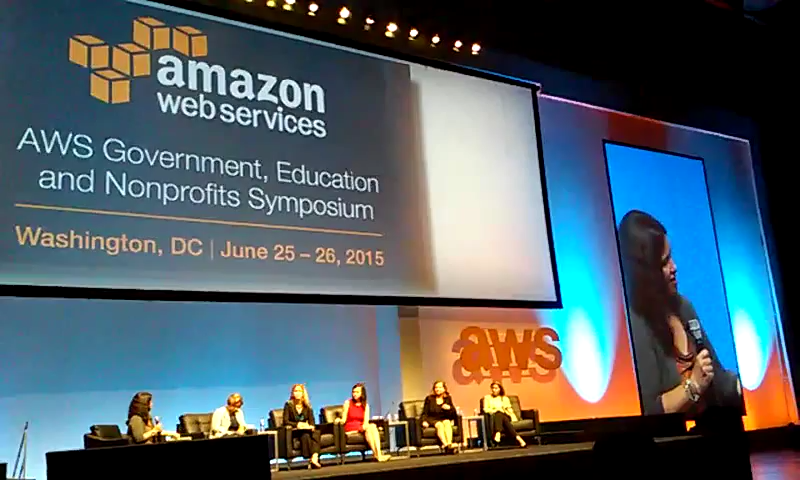 amazon
web services
AWS Government, Education
and Nonprofits Symposium
Washington, DC | June 25 – 26, 2015
aws